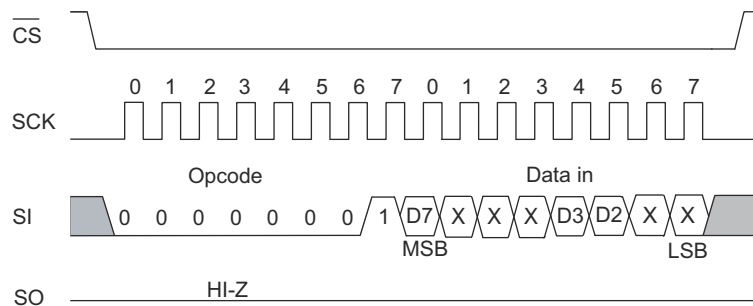 CS
0 1 2 3 4 5 6 7 0 1 2 3 4 5 6 7
SCK
Opcode Data in
SI 0 0 0 0 0 0 0 1 D7 X X X D3 D2 X X
MSB LSB
HI-Z
SO